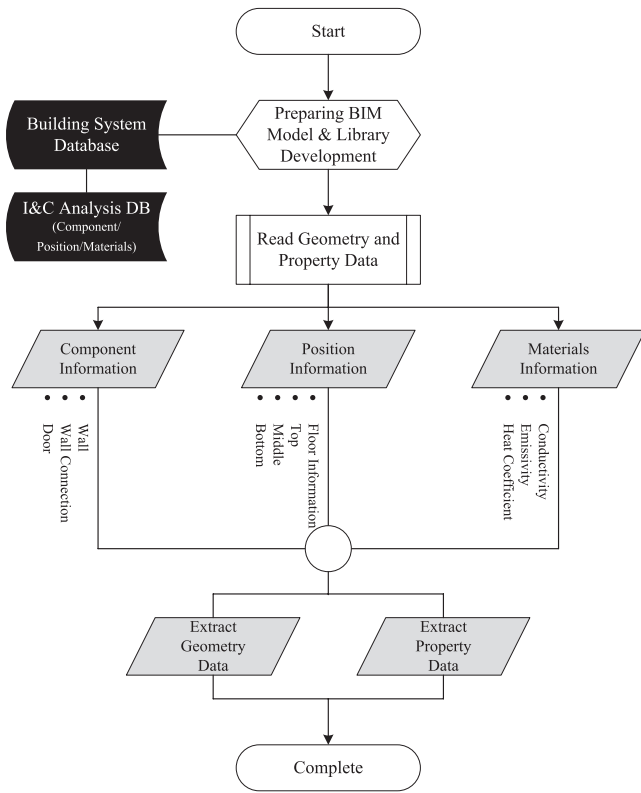 Start
Preparing BIM
Model & Library
Development
Building System
Database
I&C Analysis DB
(Component/
Position/Materials)
Read Geometry and
Property Data
Component
Information
Position
Information
Materials
Information
• Wall
• Wall Connection
• Door
• Floor Information
• Top
• Middle
• Bottom
• Conductivity
• Emissivity
• Heat Coefficient
Extract
Geometry
Data
Extract
Property
Data
Complete